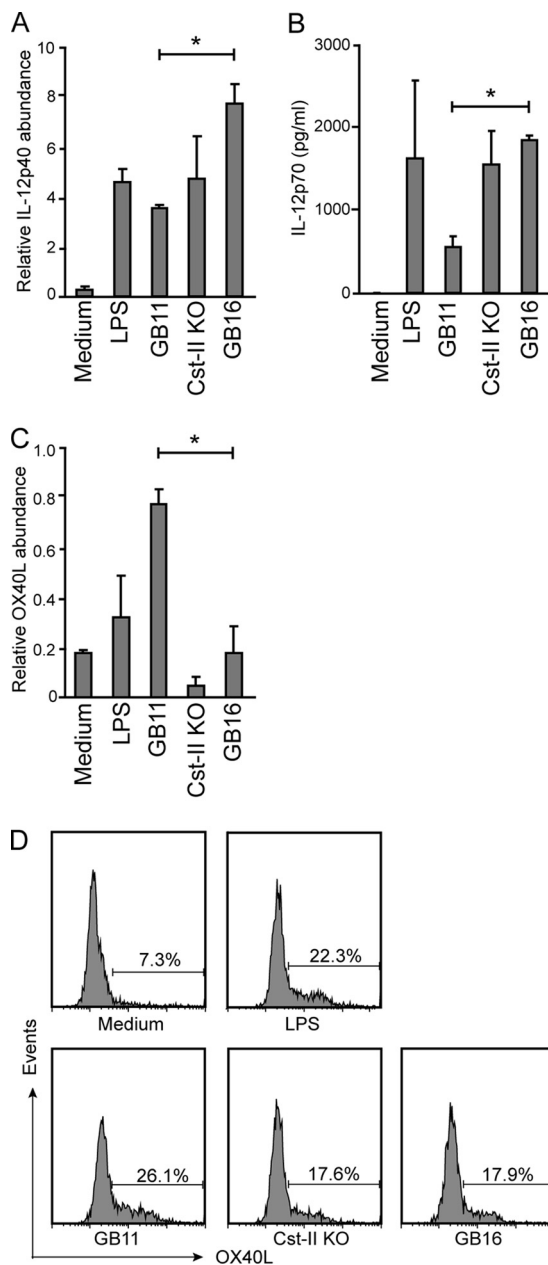 A
Relative IL-12p40 abundance
10
8
6
4
2
0
*
Medium
LPS
GB11
Cst-II KO
GB16
B
IL-12p70 (pg/ml)
3000
2000
1000
0
*
Medium
LPS
GB11
Cst-II KO
GB16
C
Relative OX40L abundance
1.0
0.8
0.6
0.4
0.2
0
*
Medium
LPS
GB11
Cst-II KO
GB16
D
7.3%
Medium
22.3%
LPS
Events
26.1%
GB11
17.6%
Cst-II KO
17.9%
GB16
OX40L